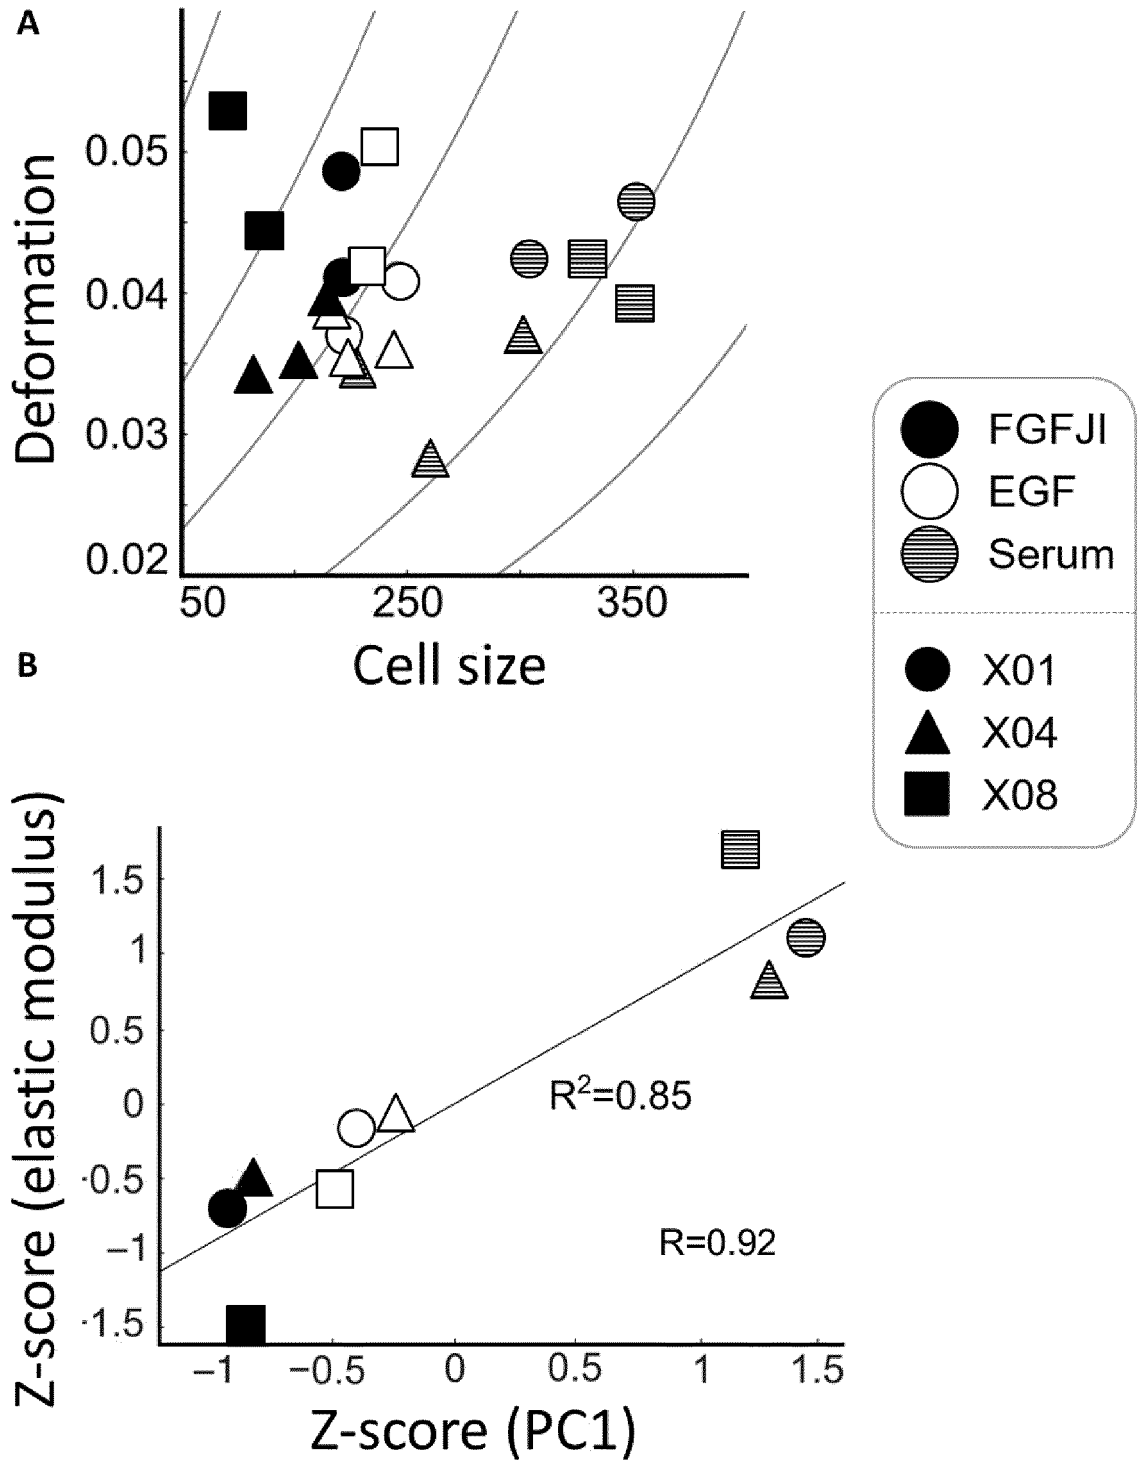 A
Deformation
0.05
0.04
0.03
0.02
50
250
350
Cell size
FGFJI
EGF
Serum
X01
X04
X08
B
Z-score (elastic modulus)
1.5
1
0.5
0
-0.5
–1
-1.5
R²=0.85
R=0.92
–1
–0.5
0
0.5
1
1.5
Z-score (PC1)